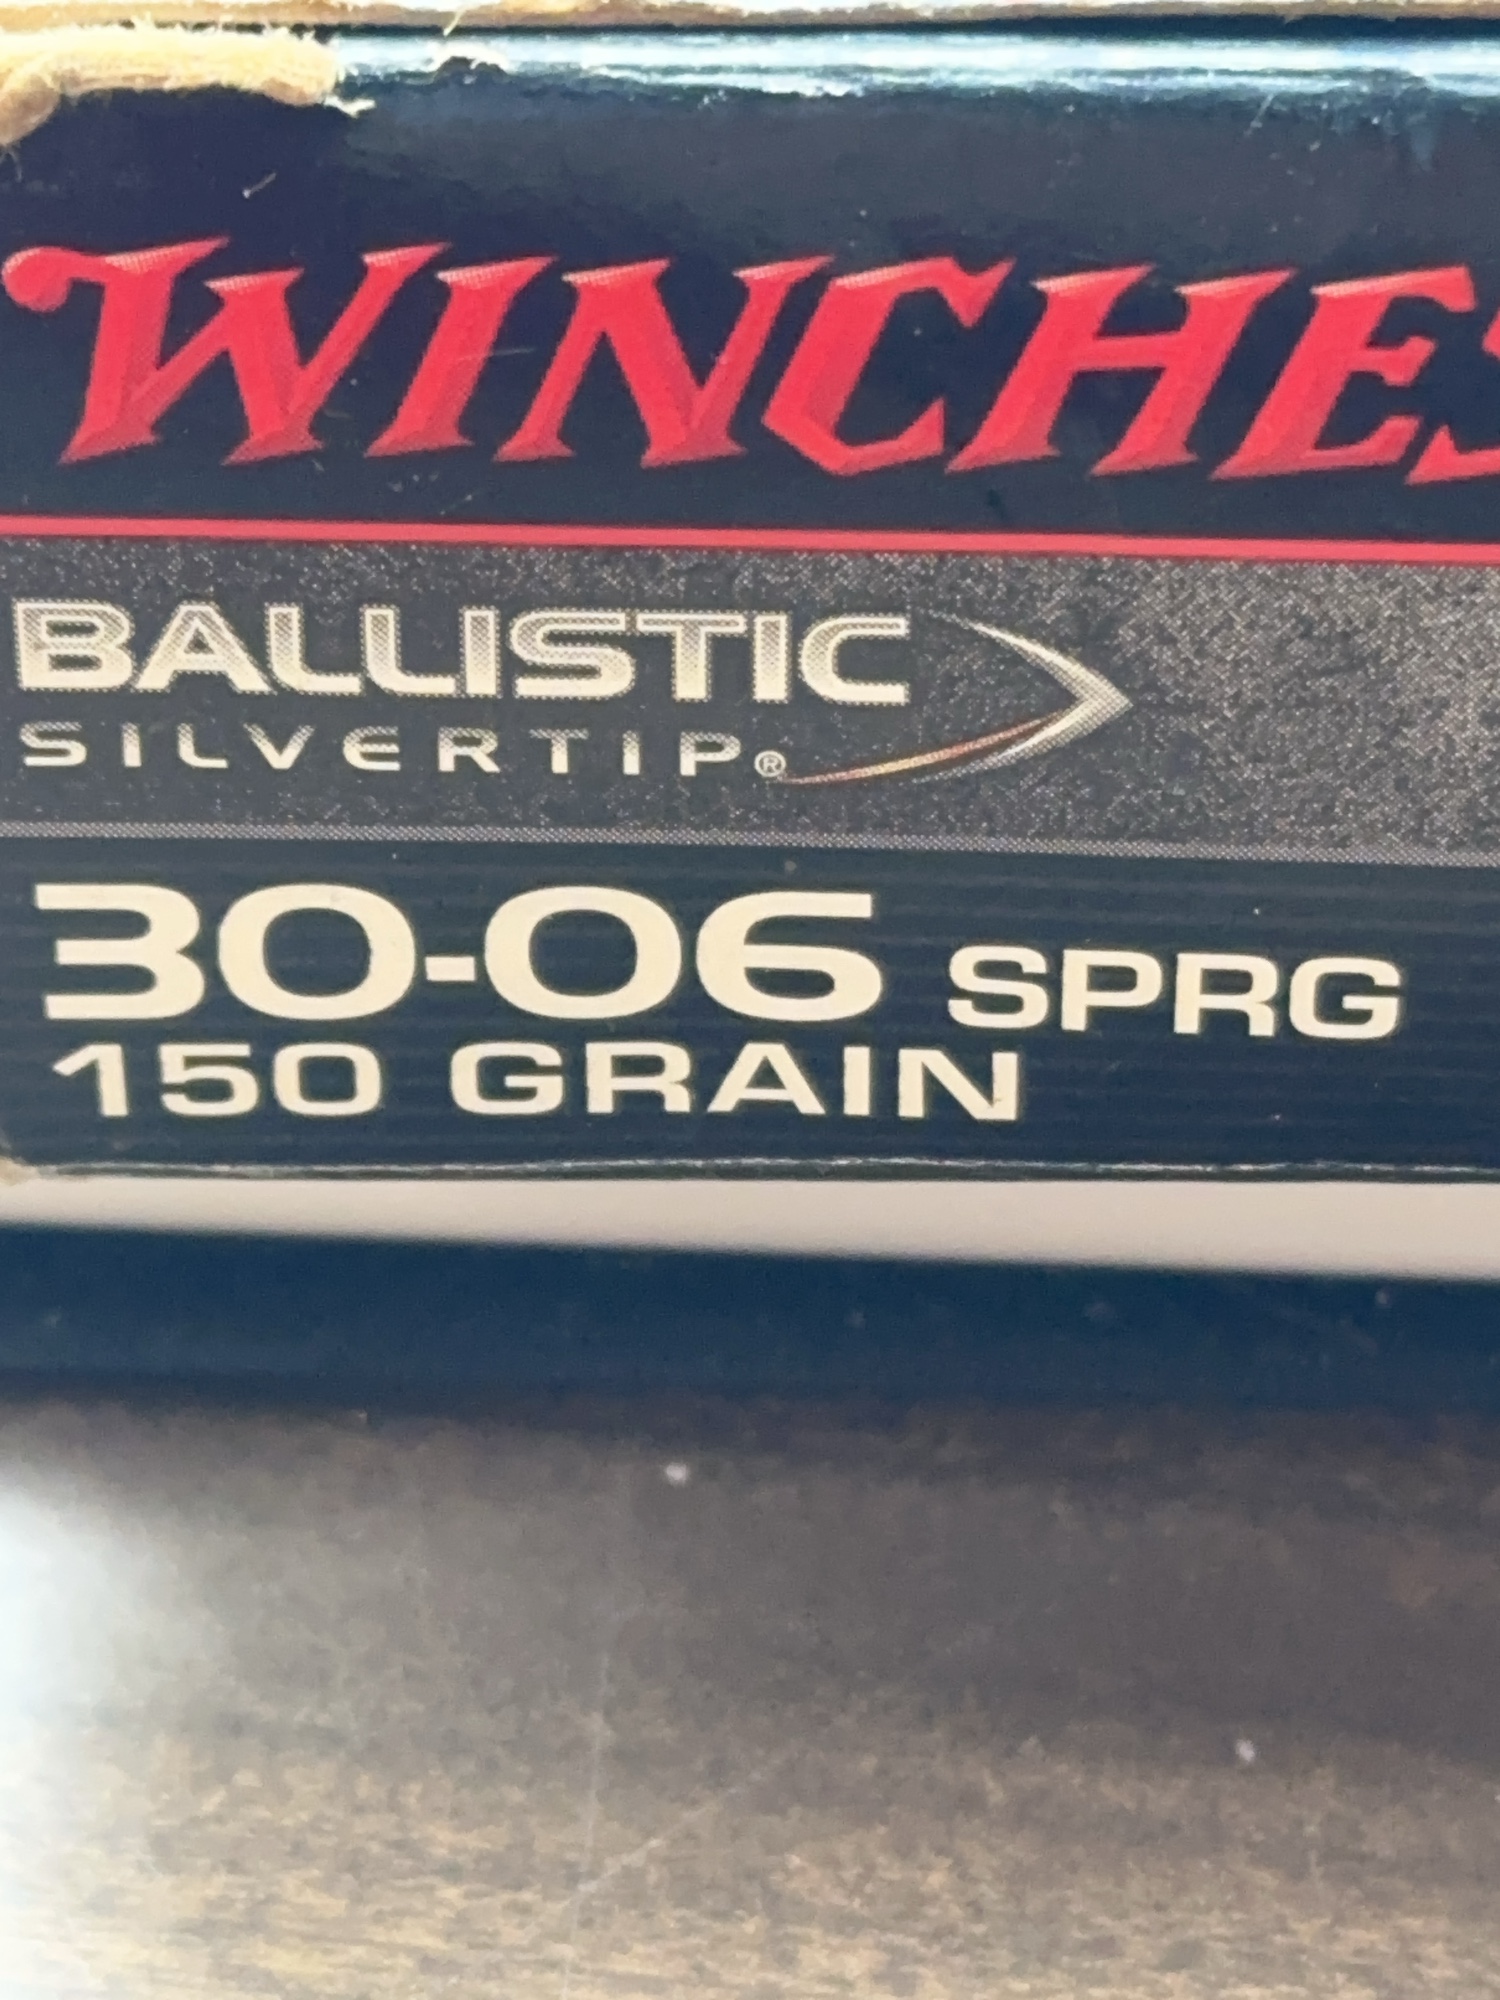 WINCHES
BALLISTIC
SILVERTIP®
30-06 SPRG
150 GRAIN